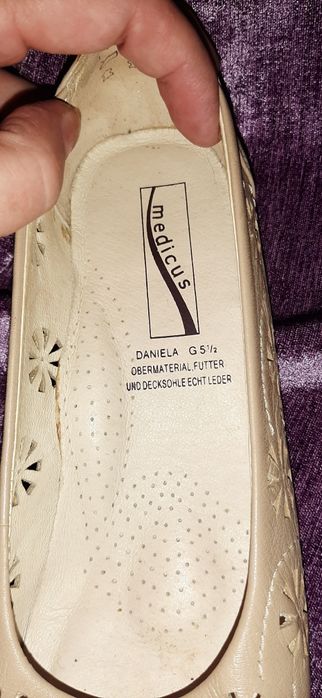 medicus
DANIELA G 5½
OBERMATERIAL, FUTTER
UND DECKSOHLE ECHT LEDER